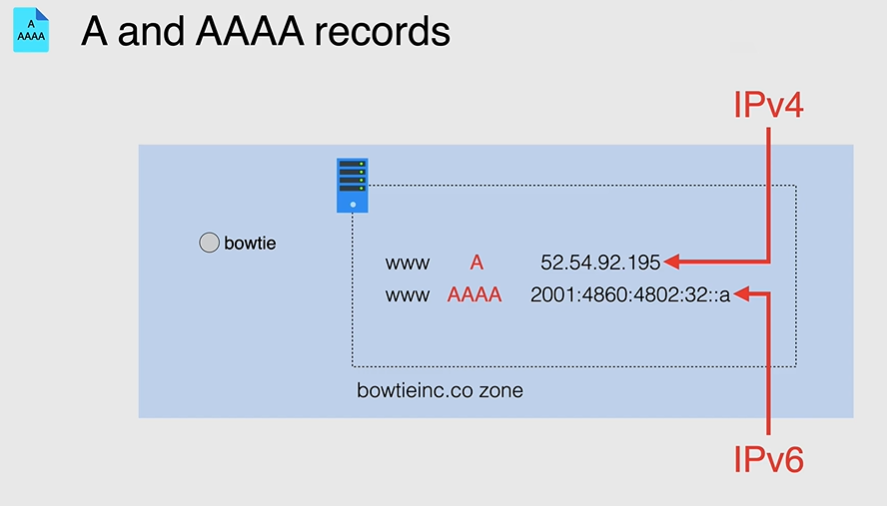 A
AAAA
A and AAAA records
IPv4
bowtie
www A 52.54.92.195
www AAAA 2001:4860:4802:32::a
bowtieinc.co zone
IPv6